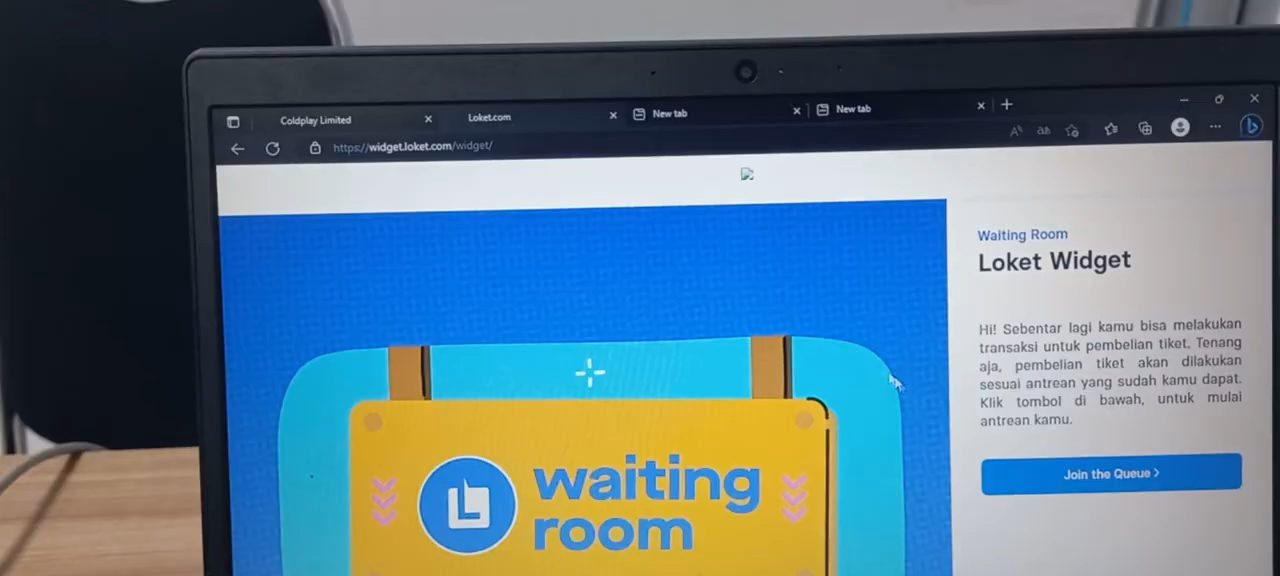 Coldplay Limited
Loket.com
New tab
New tab
https://widget.loket.com/widget/
Waiting Room
Loket Widget
Hi! Sebentar lagi kamu bisa melakukan
transaksi untuk pembelian tiket. Tenang
aja, pembelian tiket akan dilakukan
sesuai antrean yang sudah kamu dapat.
Klik tombol di bawah, untuk mulai
antrean kamu.
Join the Queue >
waiting
room